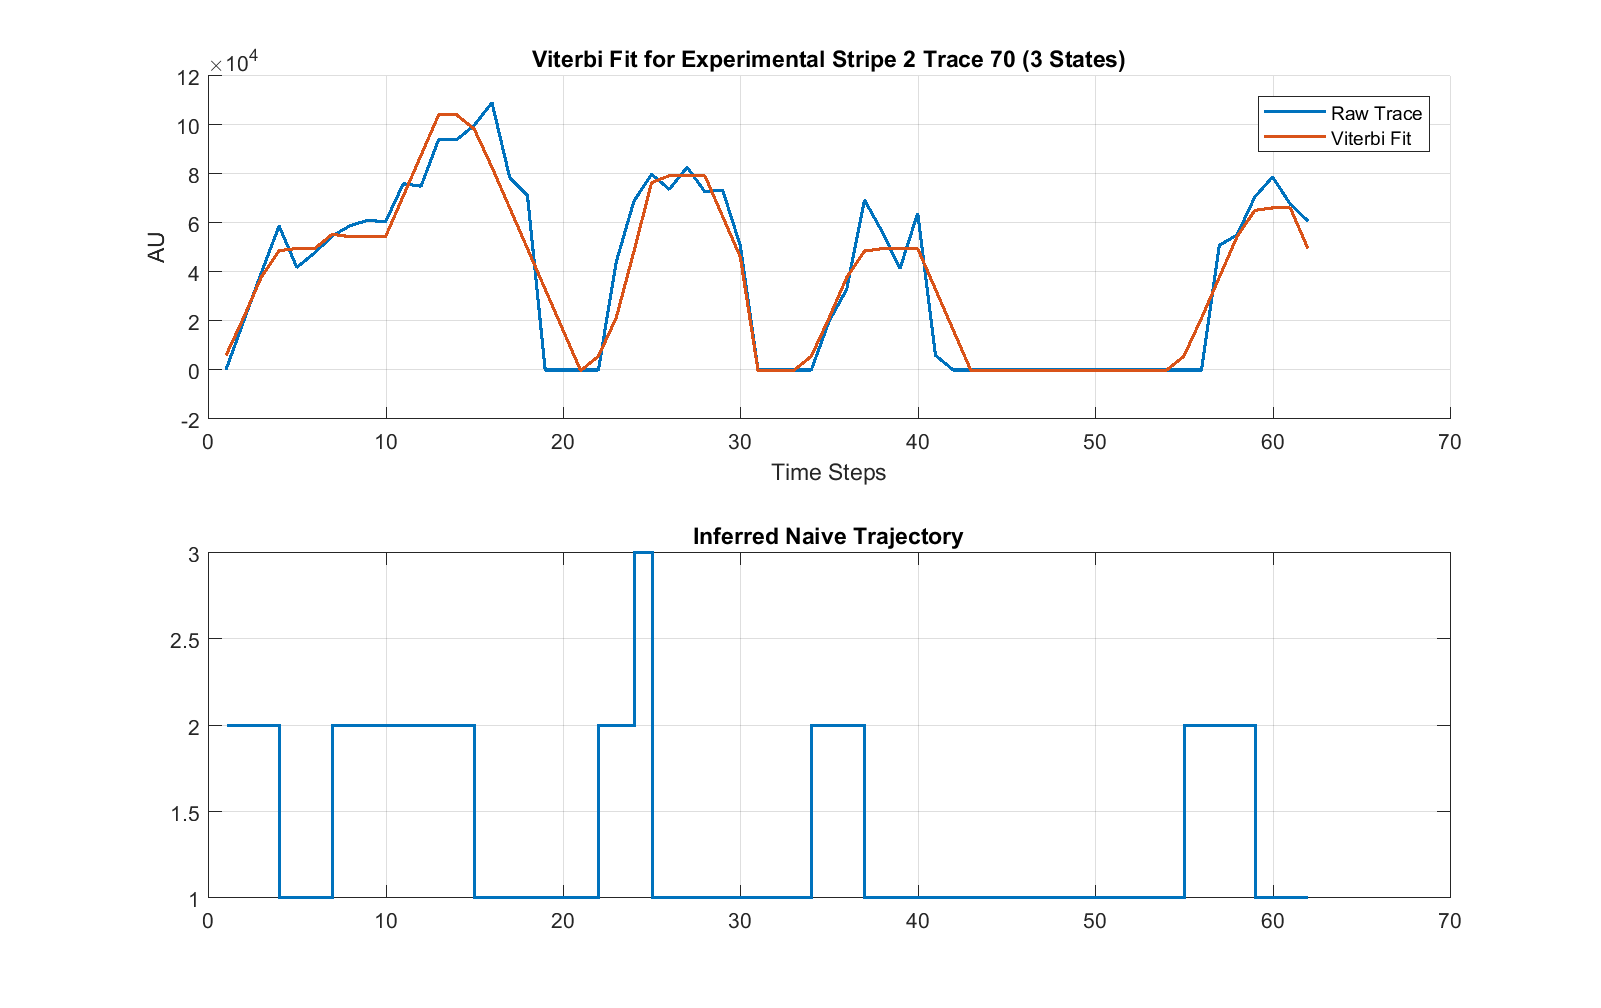 Viterbi Fit for Experimental Stripe 2 Trace 70 (3 States)
×10^4
12
10
8
6
4
2
0
-2
AU
Raw Trace
Viterbi Fit
0 10 20 30 40 50 60 70
Time Steps
Inferred Naive Trajectory
3
2.5
2
1.5
1
0 10 20 30 40 50 60 70